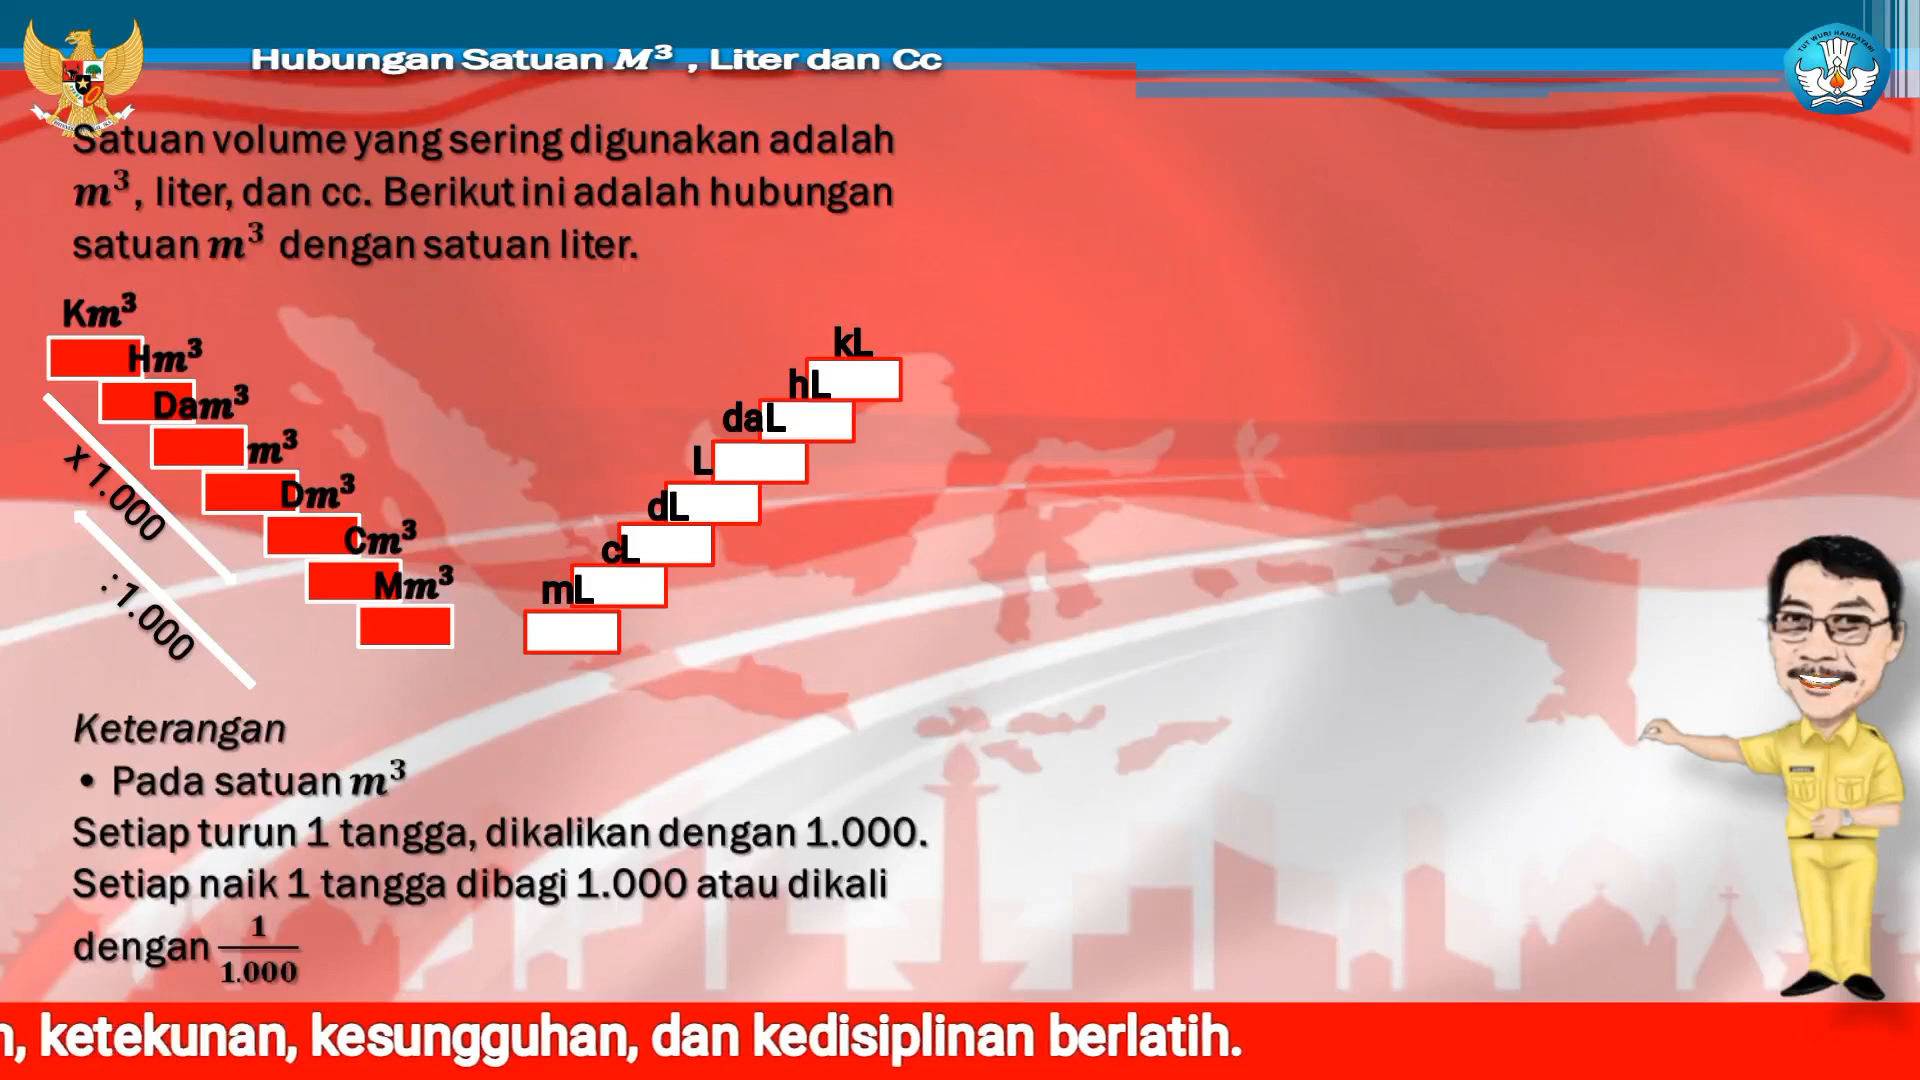 Hubungan Satuan M³ , Liter dan Cc
TUT WURI HANDAYANI
Satuan volume yang sering digunakan adalah
m³, liter, dan cc. Berikut ini adalah hubungan
satuan m³ dengan satuan liter.
Km³
Hm³
Dam³
m³
Dm³
Cm³
Mm³
x 1.000
: 1.000
kL
hL
daL
L
dL
cL
mL
Keterangan
• Pada satuan m³
Setiap turun 1 tangga, dikalikan dengan 1.000.
Setiap naik 1 tangga dibagi 1.000 atau dikali
dengan 1/1.000
, ketekunan, kesungguhan, dan kedisiplinan berlatih.